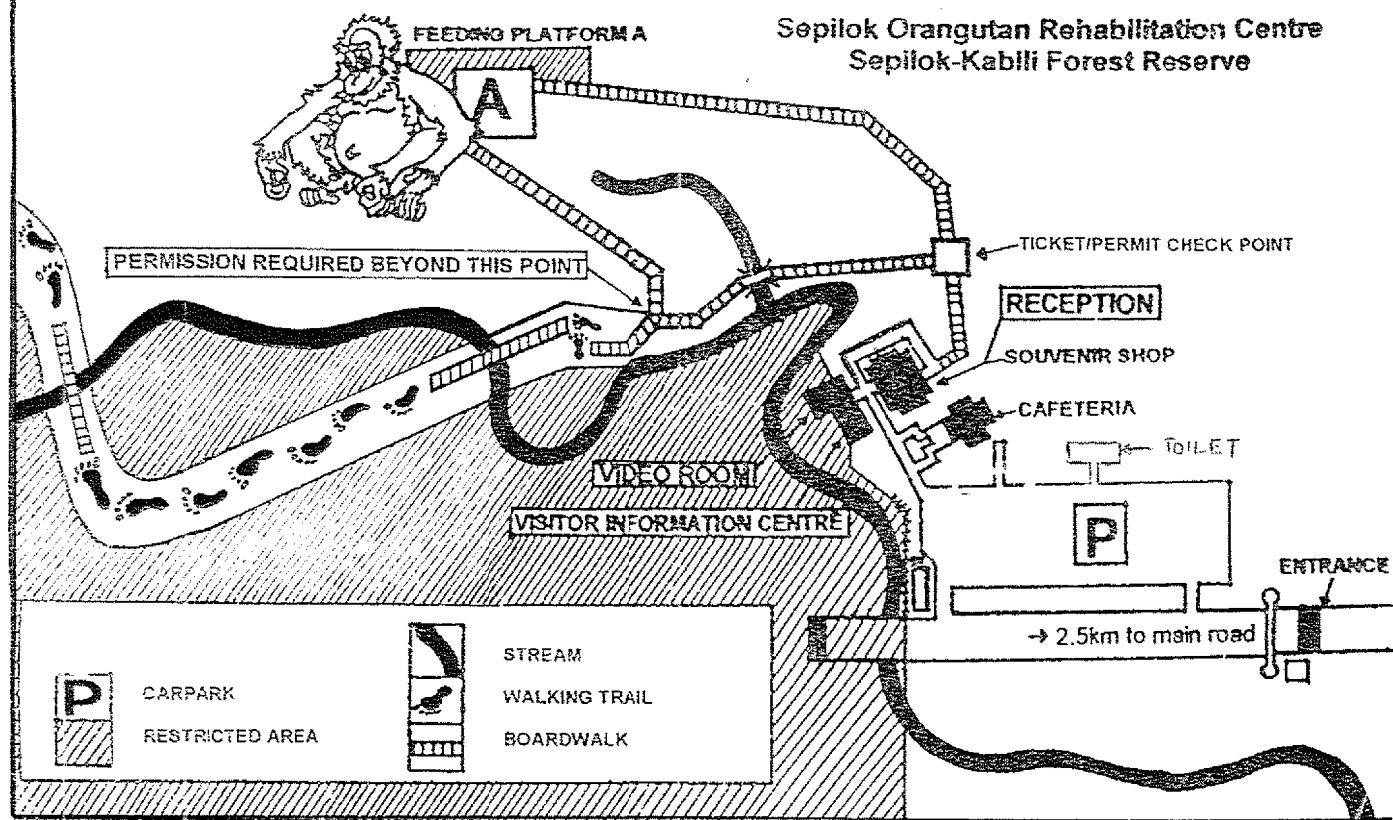 Sepilok Orangutan Rehabilitation Centre
Sepilok-Kabili Forest Reserve
FEEDING PLATFORM A
A
PERMISSION REQUIRED BEYOND THIS POINT
TICKET/PERMIT CHECK POINT
RECEPTION
SOUVENIR SHOP
CAFETERIA
TOILET
VIDEO ROOM
VISITOR INFORMATION CENTRE
P
ENTRANCE
→ 2.5km to main road
P CARPARK
RESTRICTED AREA
STREAM
WALKING TRAIL
BOARDWALK